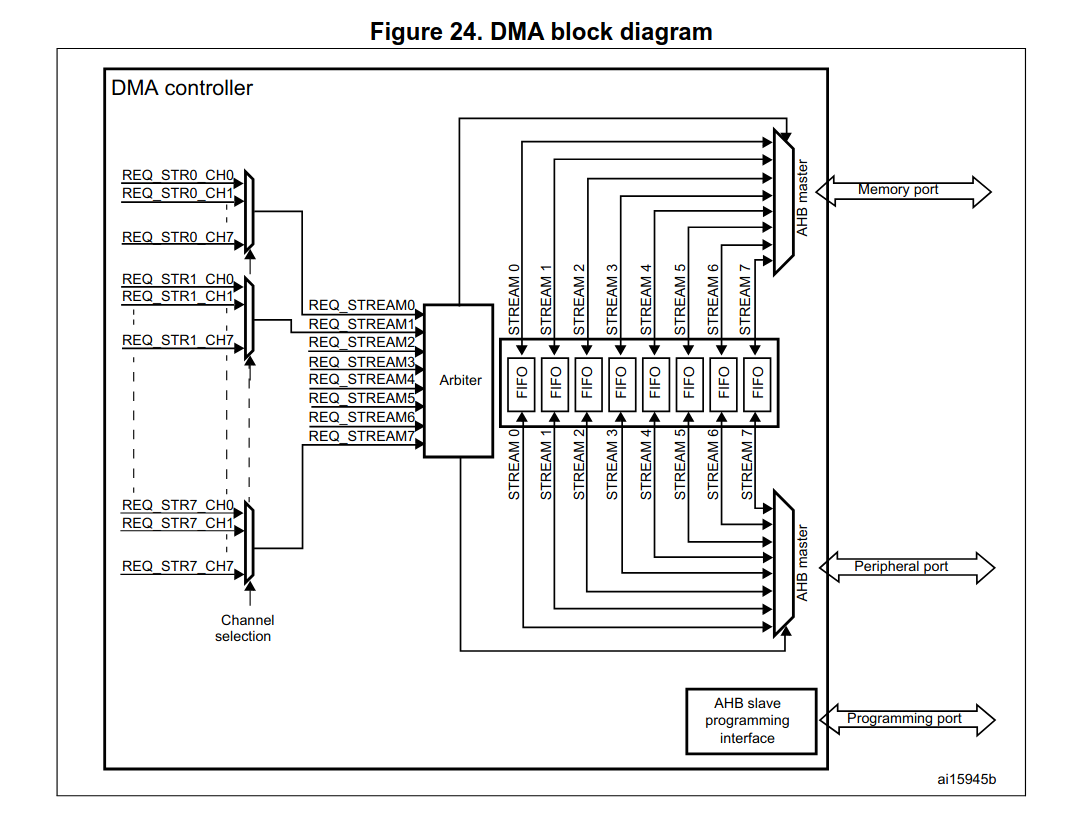 Figure 24. DMA block diagram
DMA controller
REQ_STR0_CH0
REQ_STR0_CH1
REQ_STR0_CH7
REQ_STR1_CH0
REQ_STR1_CH1
REQ_STR1_CH7
REQ_STR7_CH0
REQ_STR7_CH1
REQ_STR7_CH7
Channel
selection
REQ_STREAM0
REQ_STREAM1
REQ_STREAM2
REQ_STREAM3
REQ_STREAM4
REQ_STREAM5
REQ_STREAM6
REQ_STREAM7
Arbiter
STREAM 0
STREAM 1
STREAM 2
STREAM 3
STREAM 4
STREAM 5
STREAM 6
STREAM 7
FIFO
FIFO
FIFO
FIFO
FIFO
FIFO
FIFO
FIFO
STREAM 0
STREAM 1
STREAM 2
STREAM 3
STREAM 4
STREAM 5
STREAM 6
STREAM 7
AHB master
Memory port
AHB master
Peripheral port
AHB slave
programming
interface
Programming port
ai15945b